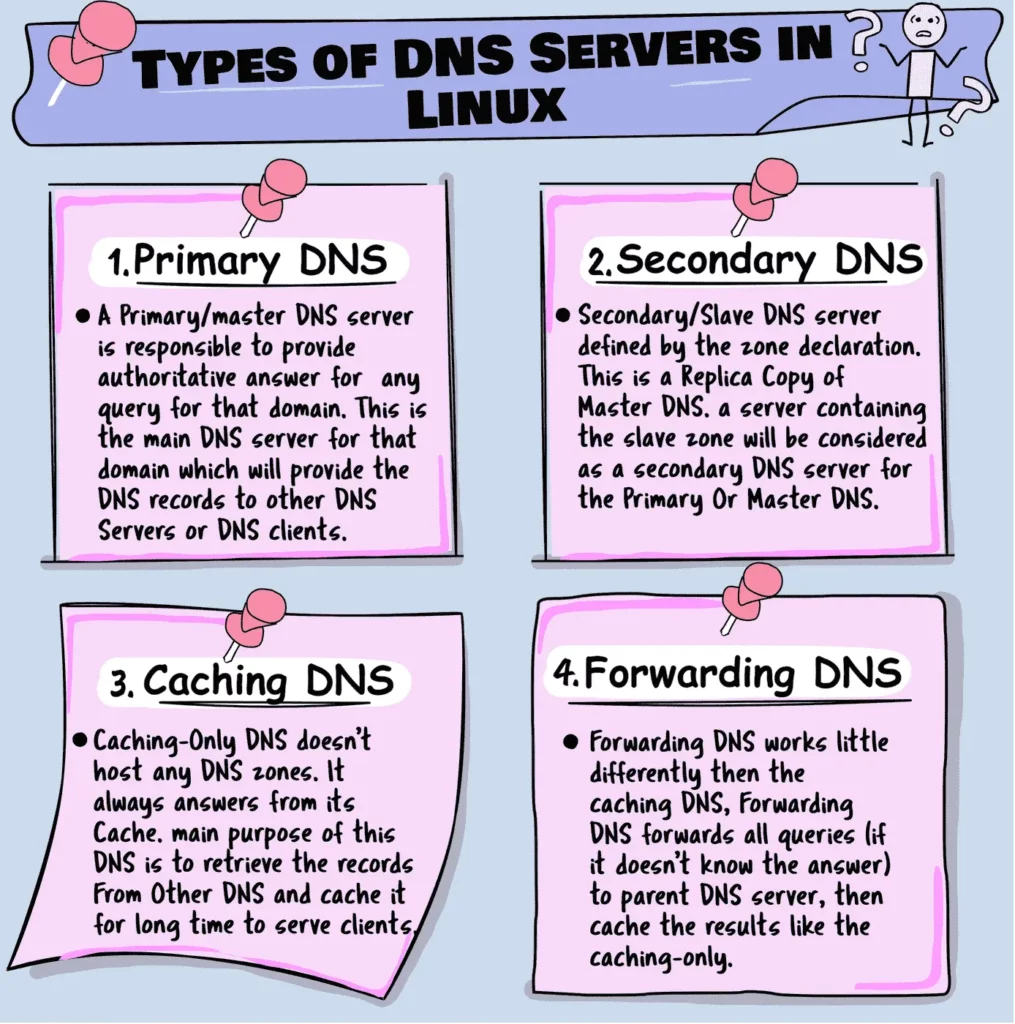 TYPES OF DNS SERVERS IN
LINUX
?
?
1. Primary DNS
● A Primary/master DNS server
is responsible to provide
authoritative answer for any
query for that domain. This is
the main DNS server for that
domain which will provide the
DNS records to other DNS
Servers or DNS clients.
2. Secondary DNS
● Secondary/Slave DNS server
defined by the zone declaration.
This is a Replica Copy of
Master DNS. a server containing
the slave zone will be considered
as a secondary DNS server for
the Primary Or Master DNS.
3. Caching DNS
● Caching-Only DNS doesn't
host any DNS zones. It
always answers from its
Cache. main purpose of this
DNS is to retrieve the records
From Other DNS and cache it
for long time to serve clients.
4. Forwarding DNS
● Forwarding DNS works little
differently then the
caching DNS, Forwarding
DNS forwards all queries (if
it doesn't know the answer)
to parent DNS server, then
cache the results like the
caching-only.